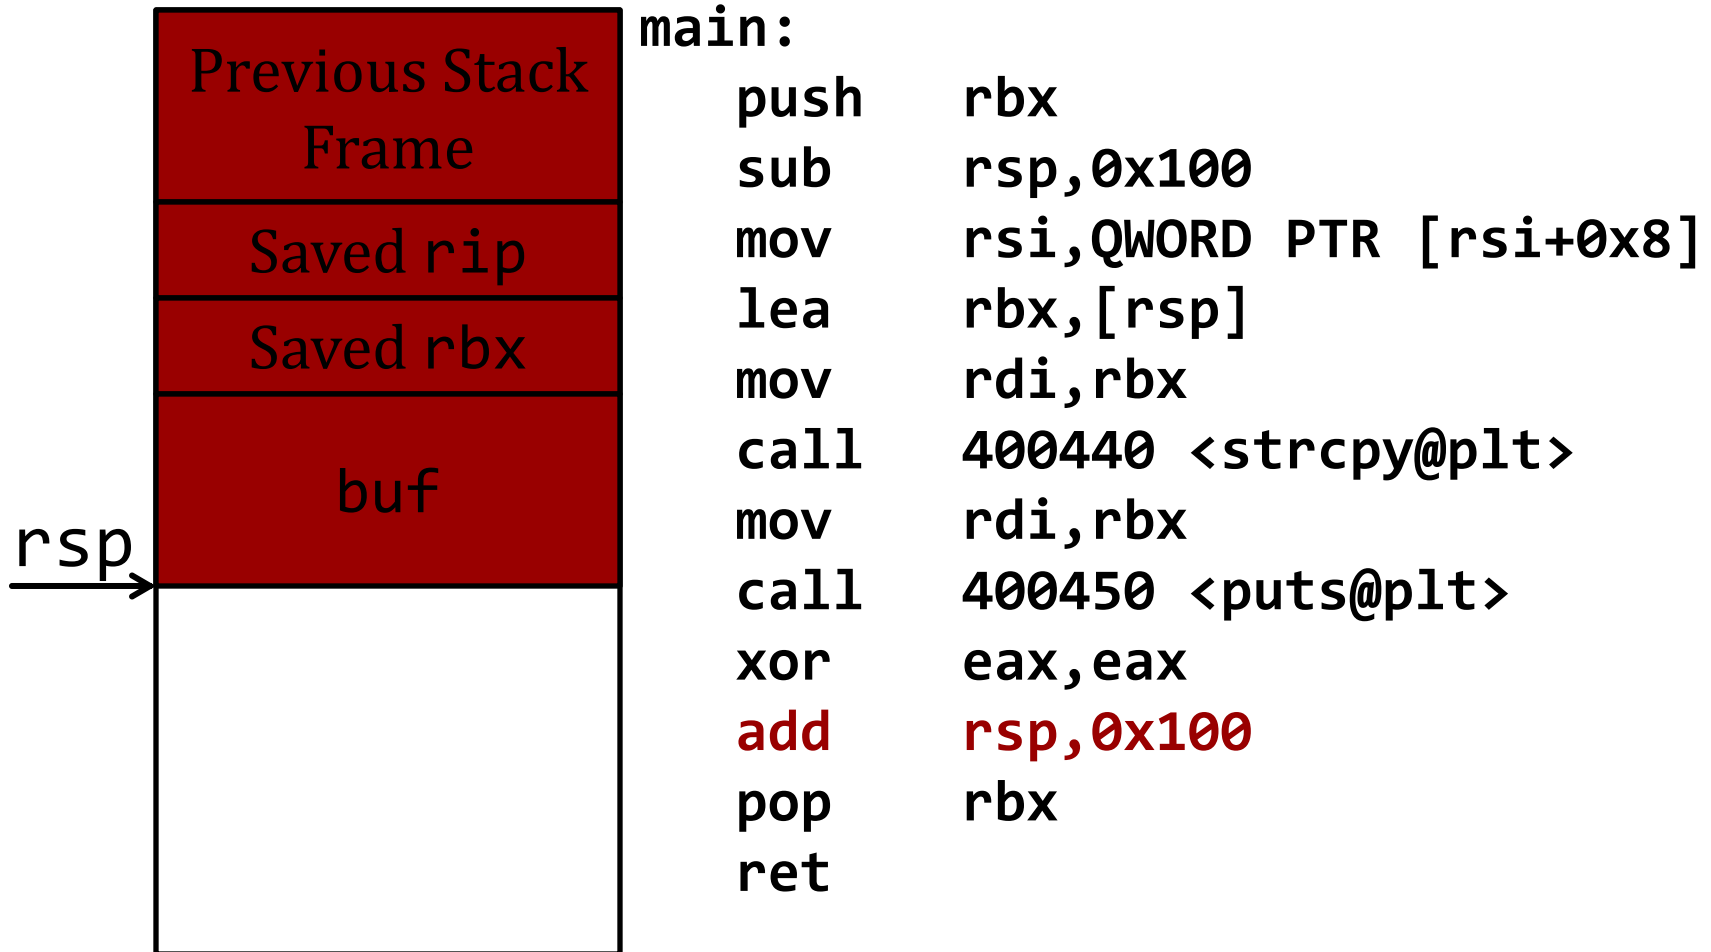 Previous Stack
Frame
Saved rip
Saved rbx
buf
rsp
main:
push rbx
sub rsp,0x100
mov rsi,QWORD PTR [rsi+0x8]
lea rbx,[rsp]
mov rdi,rbx
call 400440 <strcpy@plt>
mov rdi,rbx
call 400450 <puts@plt>
xor eax,eax
add rsp,0x100
pop rbx
ret